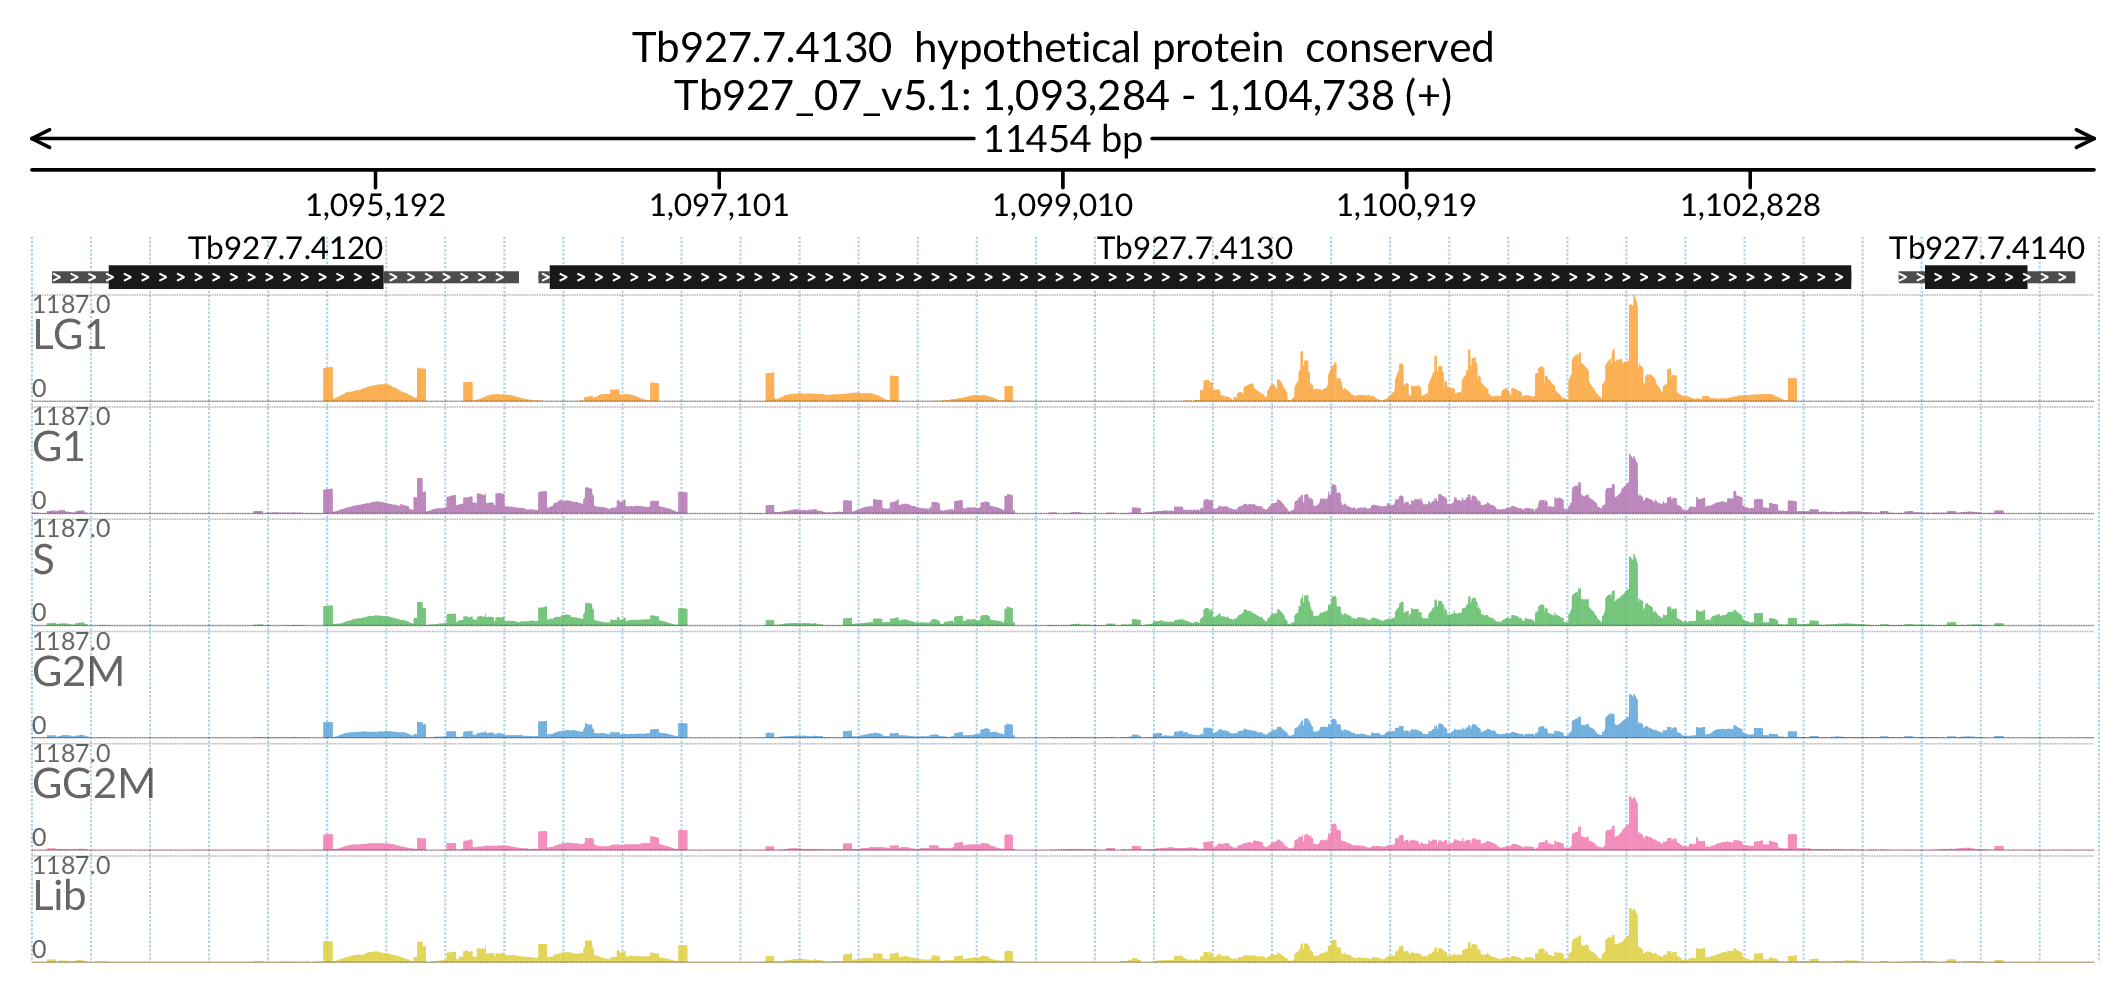 Tb927.7.4130  hypothetical protein  conserved
Tb927_07_v5.1: 1,093,284 - 1,104,738 (+)
11454 bp
1,095,192 1,097,101 1,099,010 1,100,919 1,102,828
Tb927.7.4120 Tb927.7.4130 Tb927.7.4140
1187.0
LG1
0
1187.0
G1
0
1187.0
S
0
1187.0
G2M
0
1187.0
GG2M
0
1187.0
Lib
0